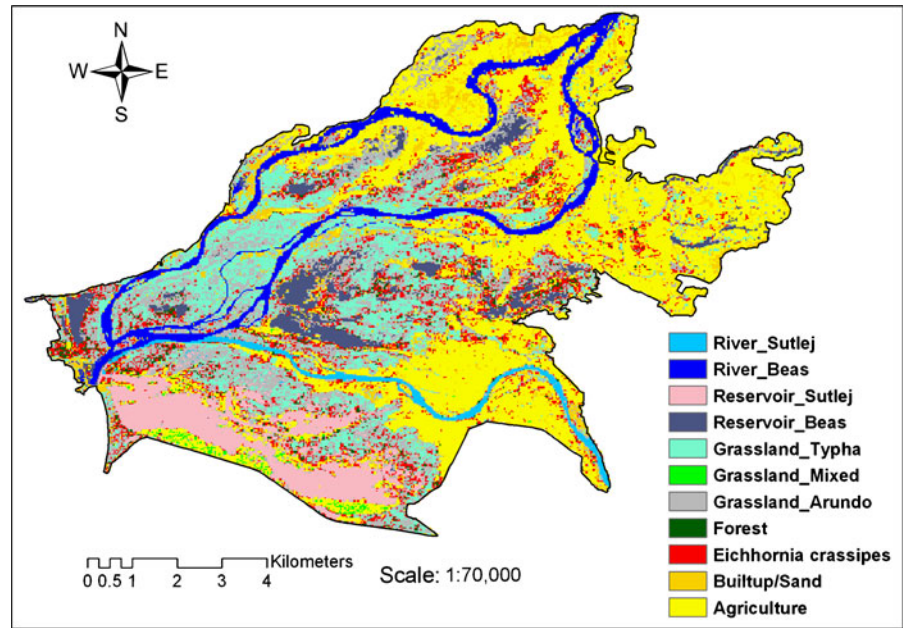 N
W E
S
River_Sutlej
River_Beas
Reservoir_Sutlej
Reservoir_Beas
Grassland_Typha
Grassland_Mixed
Grassland_Arundo
Forest
Eichhornia crassipes
Builtup/Sand
Agriculture
Kilometers
0 0.5 1 2 3 4
Scale: 1:70,000